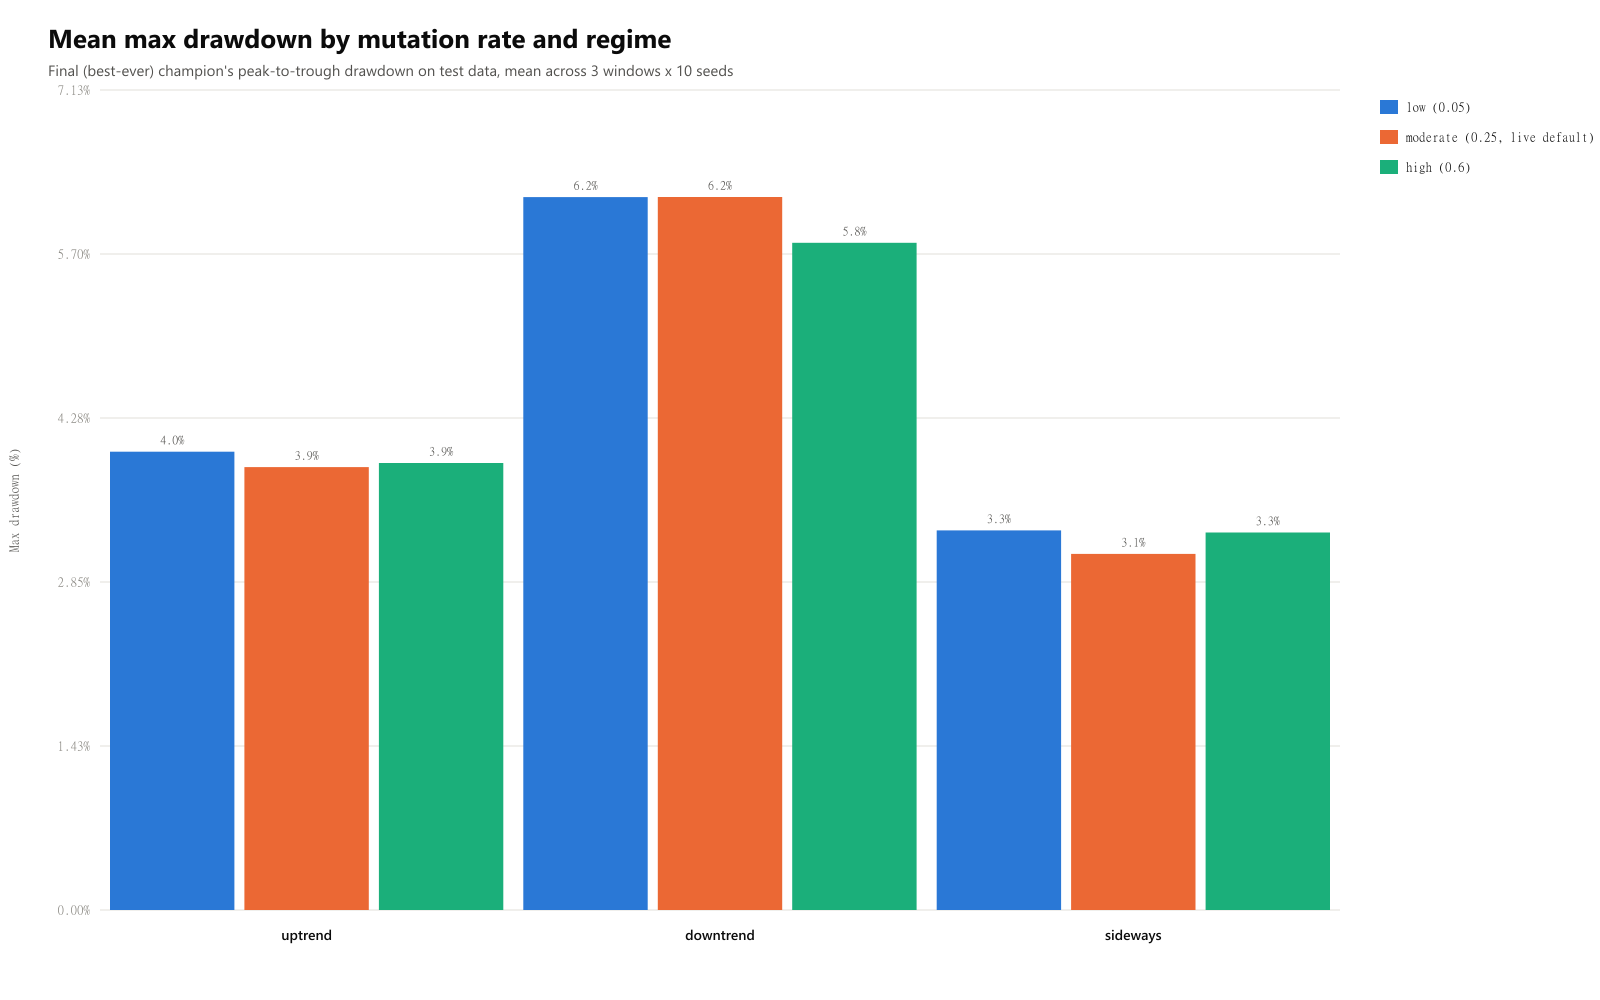 Mean max drawdown by mutation rate and regime
Final (best-ever) champion's peak-to-trough drawdown on test data, mean across 3 windows x 10 seeds
7.13%
5.70%
4.28%
2.85%
1.43%
0.00%
Max drawdown (%)
4.0%
3.9%
3.9%
6.2%
6.2%
5.8%
3.3%
3.1%
3.3%
uptrend
downtrend
sideways
low (0.05)
moderate (0.25, live default)
high (0.6)